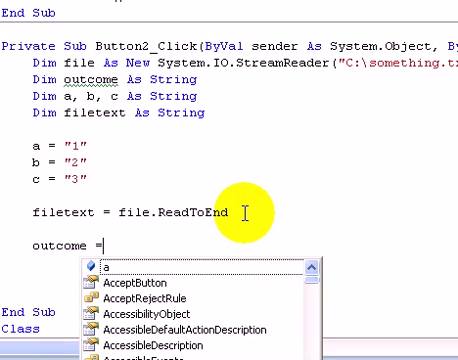 End Sub
Private Sub Button2_Click(ByVal sender As System.Object, By
Dim file As New System.IO.StreamReader("C:\something.tx
Dim outcome As String
Dim a, b, c As String
Dim filetext As String
a = "1"
b = "2"
c = "3"
filetext = file.ReadToEnd
outcome =
a
AcceptButton
AcceptRejectRule
AccessibilityObject
AccessibleDefaultActionDescription
AccessibleDescription
AccessibleEvents
End Sub
Class